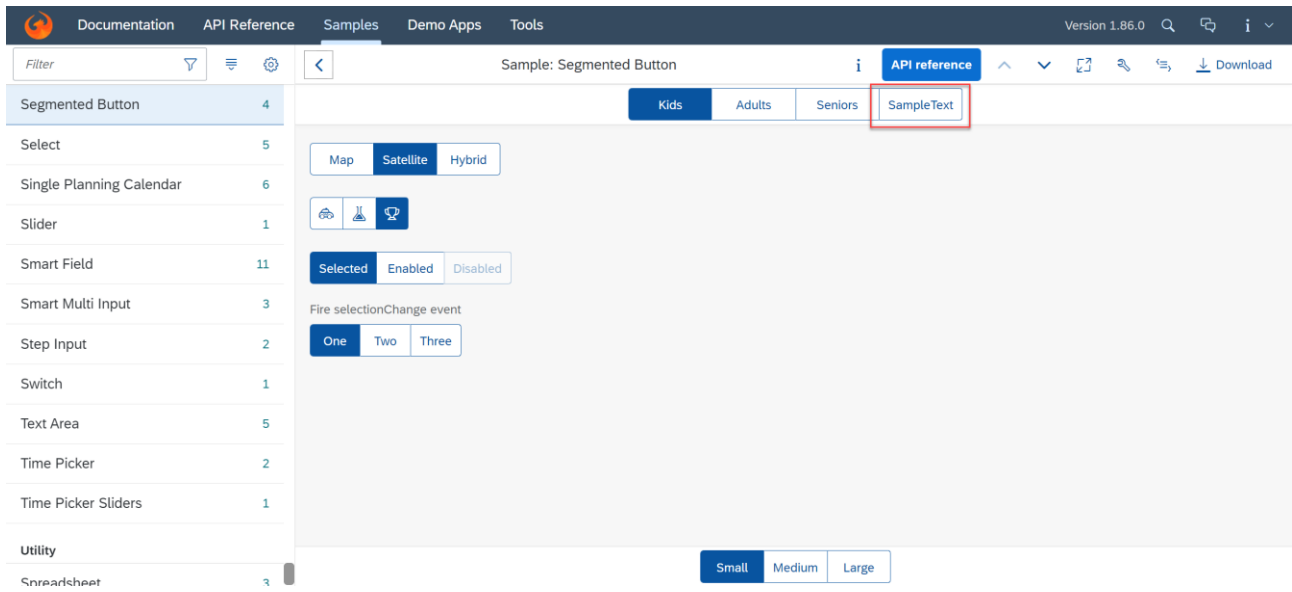 Documentation API Reference Samples Demo Apps Tools Version 1.86.0
Filter Sample: Segmented Button API reference Download
Segmented Button 4
Kids Adults Seniors SampleText
Select 5
Map Satellite Hybrid
Single Planning Calendar 6
Slider 1
Smart Field 11
Selected Enabled Disabled
Smart Multi Input 3
Fire selectionChange event
Step Input 2
One Two Three
Switch 1
Text Area 5
Time Picker 2
Time Picker Sliders 1
Utility
Small Medium Large
Spreadsheet 3